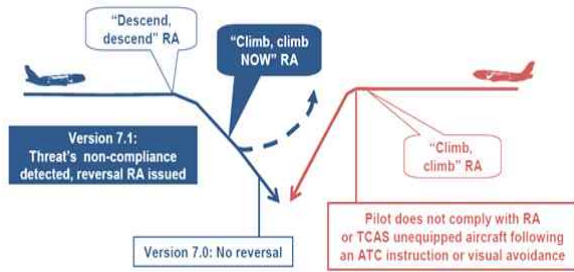 “Descend,
descend” RA
“Climb, climb
NOW” RA
Version 7.1:
Threat’s non-compliance
detected, reversal RA issued
“Climb,
climb” RA
Version 7.0: No reversal
Pilot does not comply with RA
or TCAS unequipped aircraft following
an ATC instruction or visual avoidance